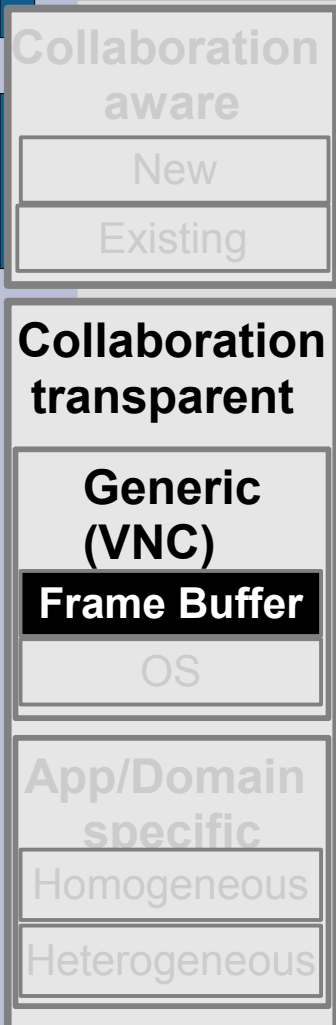 Collaboration
aware
New
Existing
Collaboration
transparent
Generic
(VNC)
Frame Buffer
OS
App/Domain
specific
Homogeneous
Heterogeneous